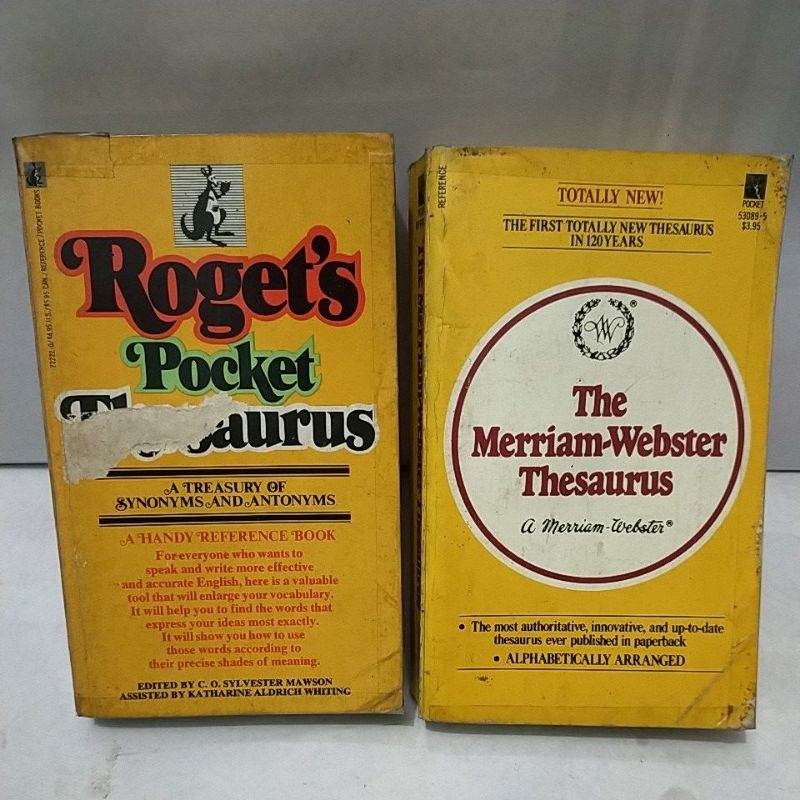 Roget's
Pocket
aurus
A TREASURY OF
SYNONYMS AND ANTONYMS
A HANDY REFERENCE BOOK
For everyone who wants to
speak and write more effective
and accurate English, here is a valuable
tool that will enlarge your vocabulary.
It will help you to find the words that
express your ideas most exactly.
It will show you how to use
those words according to
their precise shades of meaning.
EDITED BY C. O. SYLVESTER MAWSON
ASSISTED BY KATHARINE ALDRICH WHITING
REFERENCE
TOTALLY NEW!
THE FIRST TOTALLY NEW THESAURUS
IN 120 YEARS
POCKET
53089-5
$3.95
W
®
The
Merriam-Webster
Thesaurus
A Merriam-Webster®
• The most authoritative, innovative, and up-to-date
thesaurus ever published in paperback
• ALPHABETICALLY ARRANGED